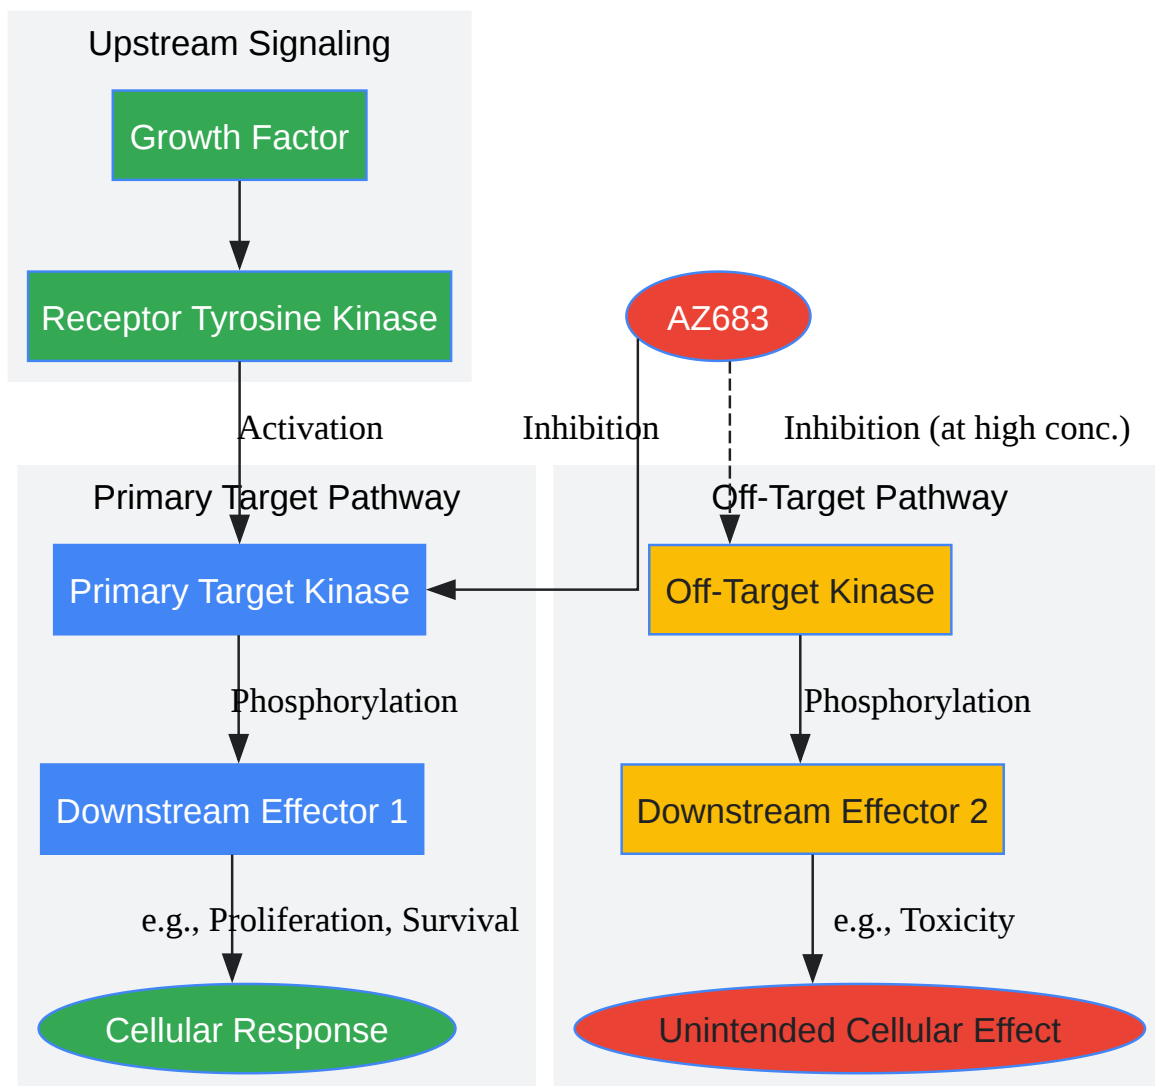 Upstream Signaling
Growth Factor
Receptor Tyrosine Kinase
AZ683
Activation
Inhibition
Inhibition (at high conc.)
Primary Target Pathway
Off-Target Pathway
Primary Target Kinase
Off-Target Kinase
Phosphorylation
Phosphorylation
Downstream Effector 1
Downstream Effector 2
e.g., Proliferation, Survival
e.g., Toxicity
Cellular Response
Unintended Cellular Effect